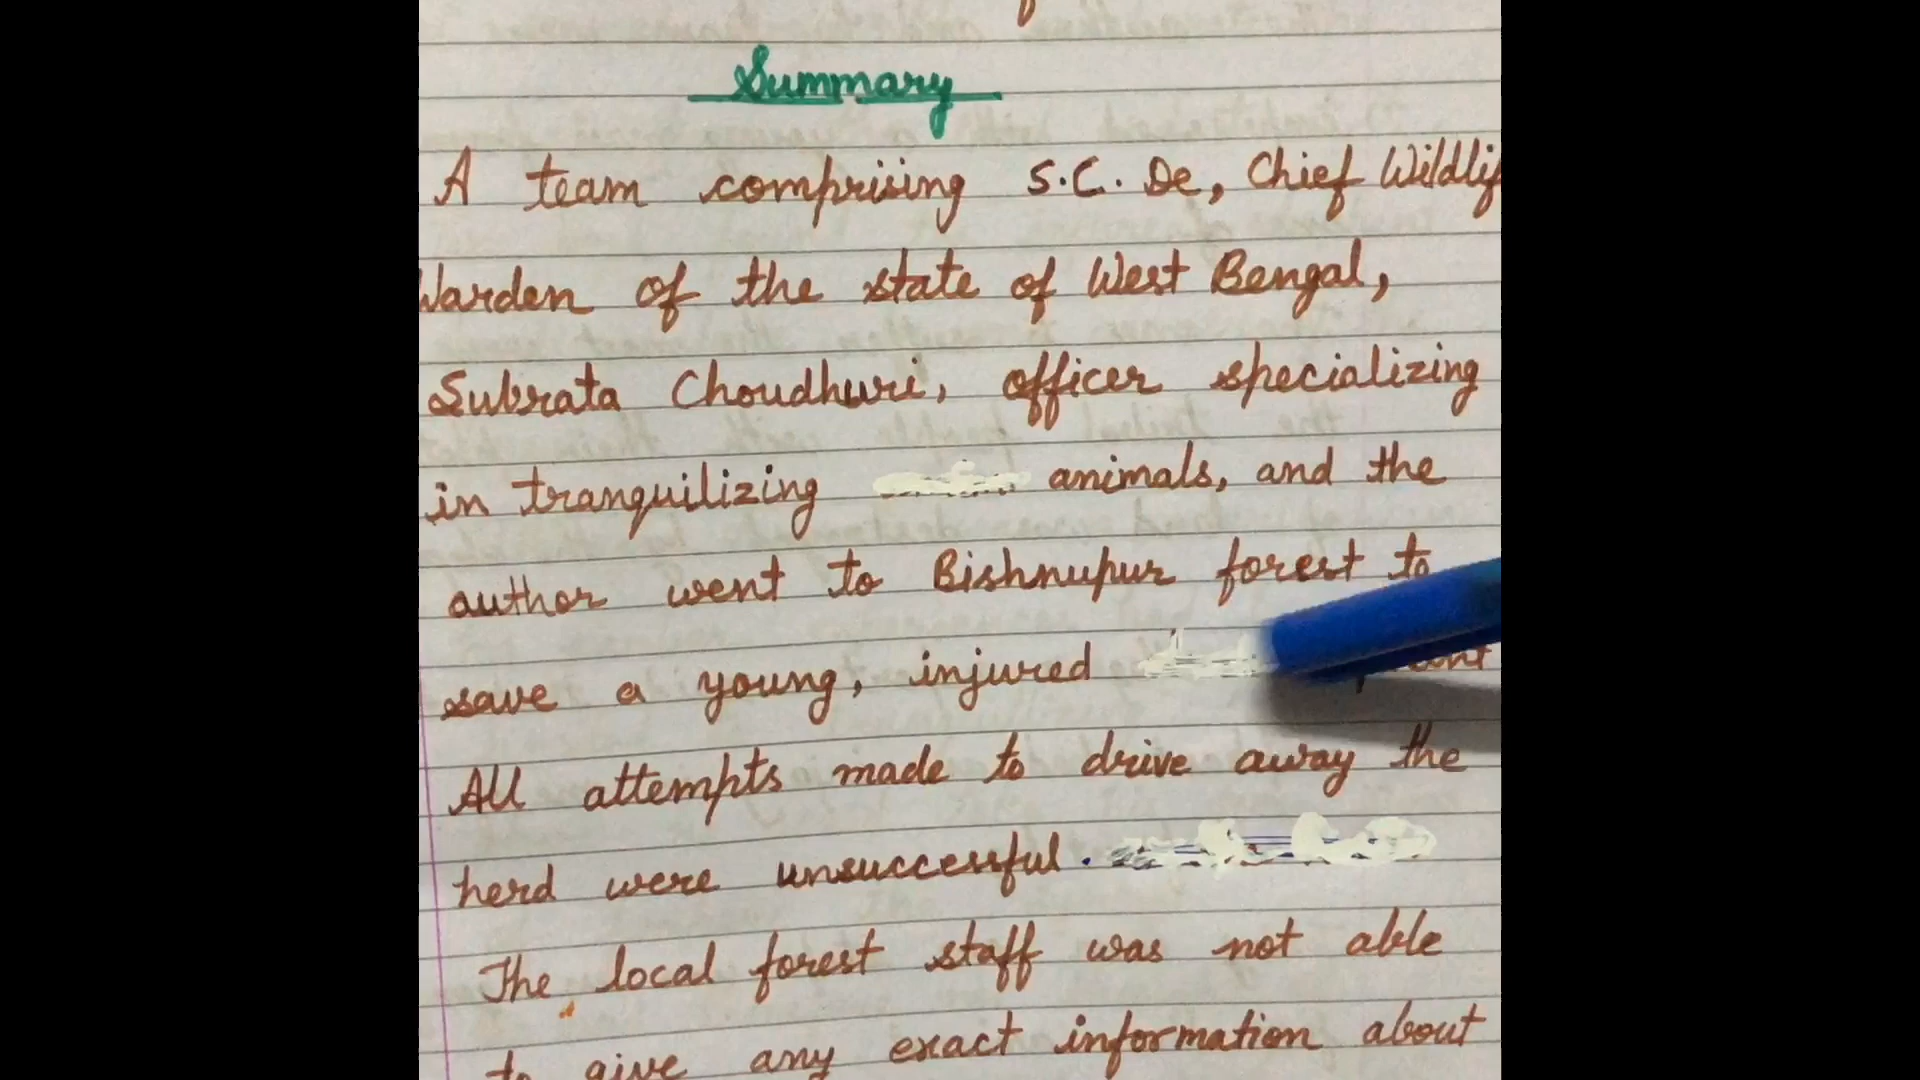 Summary
A team comprising S.C. De, Chief
Warden of the state of West Bengal,
Subrata Choudhuri, officer specializing
in tranquilizing animals, and the
author went to Bishnupur forest to
save a young, injured
All attempts made to drive away the
herd were unsuccessful.
The local forest staff was not able
to give any exact information about